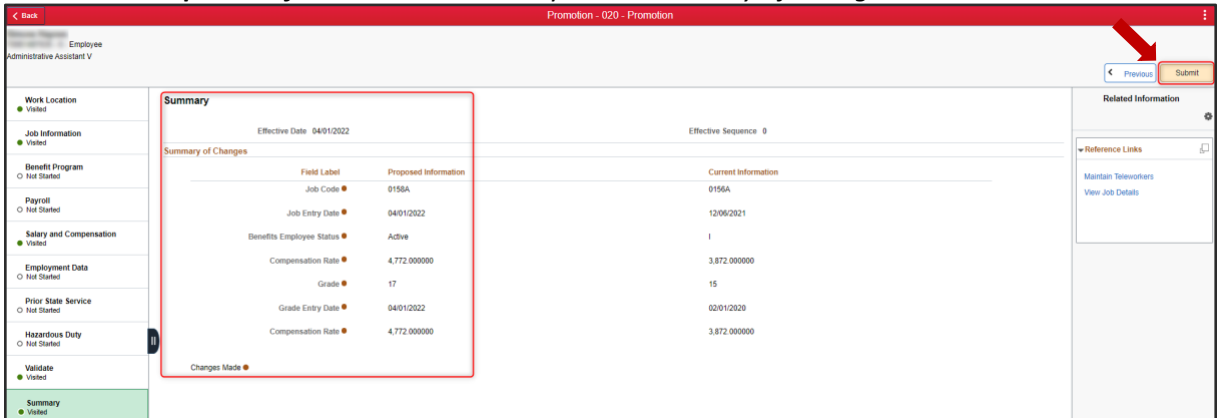 Back
Promotion - 020 - Promotion
Employee
Administrative Assistant V
Previous
Submit
Work Location
Visited
Job Information
Visited
Benefit Program
Not Started
Payroll
Not Started
Salary and Compensation
Visited
Employment Data
Not Started
Prior State Service
Not Started
Hazardous Duty
Not Started
Validate
Visited
Summary
Visited
Summary
Effective Date 04/01/2022 Effective Sequence 0
Summary of Changes
Field Label Proposed Information Current Information
Job Code 0158A 0156A
Job Entry Date 04/01/2022 12/06/2021
Benefits Employee Status Active I
Compensation Rate 4,772.000000 3,872.000000
Grade 17 15
Grade Entry Date 04/01/2022 02/01/2020
Compensation Rate 4,772.000000 3,872.000000
Changes Made
Related Information
Reference Links
Maintain Teleworkers
View Job Details